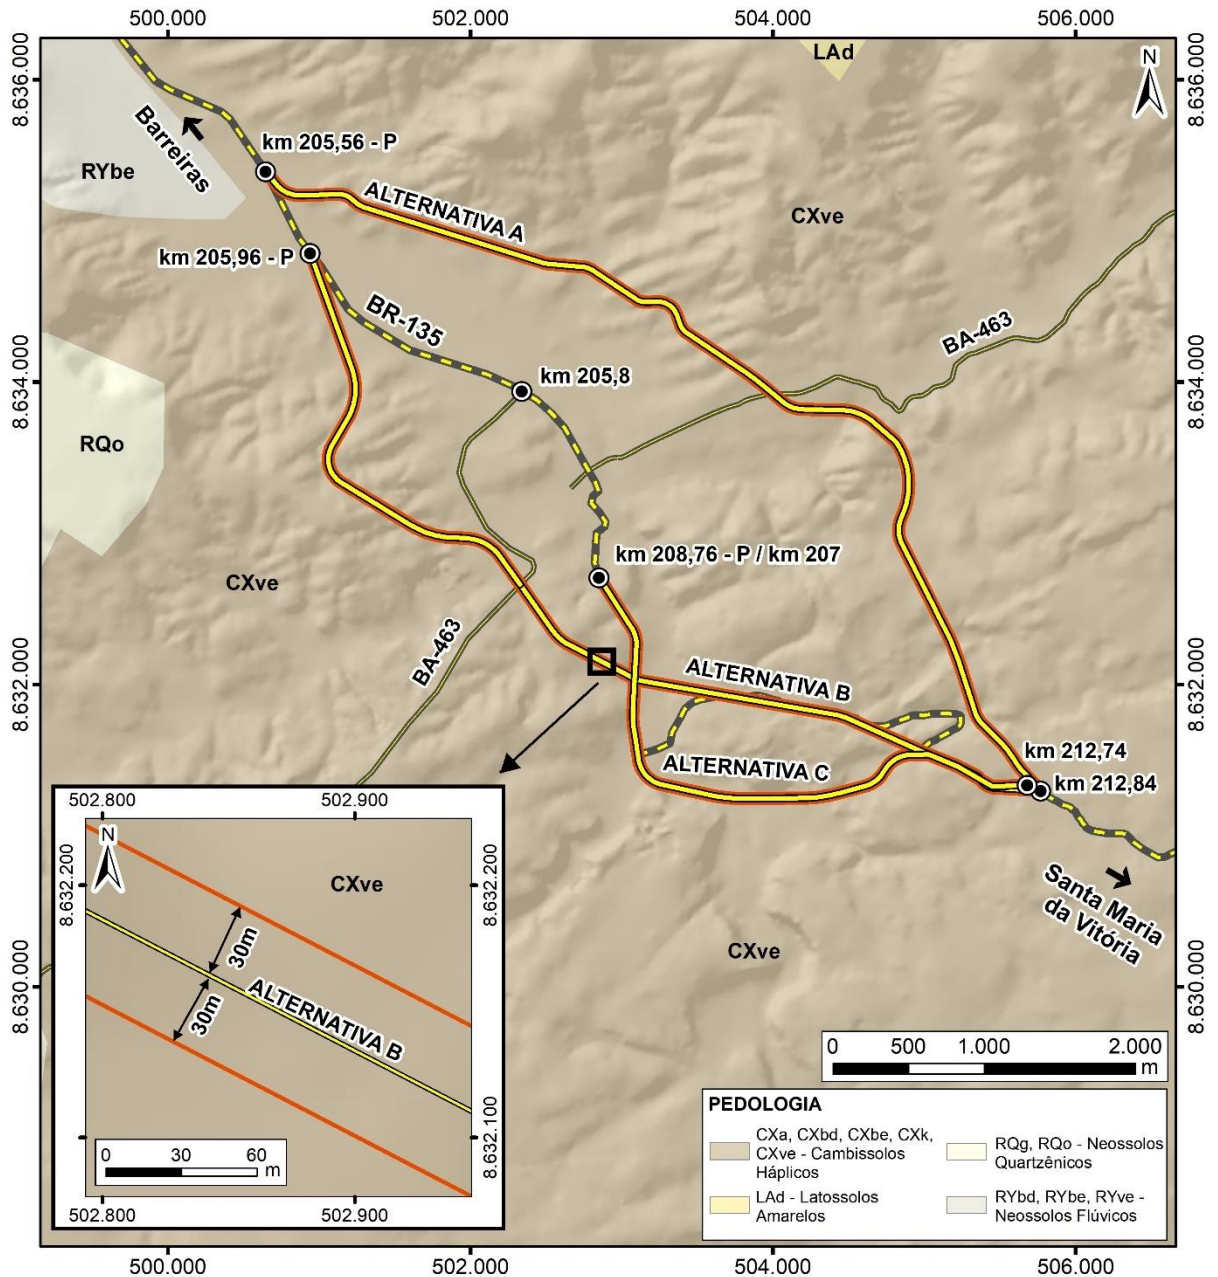 500.000
502.000
504.000
506.000
8.636.000
8.636.000
LAd
N
Barreiras
km 205,56 - P
RYbe
ALTERNATIVA A
CXve
km 205,96 - P
BR-135
BA-463
8.634.000
8.634.000
km 205,8
RQo
km 208,76 - P / km 207
CXve
BA-463
8.632.000
8.632.000
ALTERNATIVA B
ALTERNATIVA C
km 212,74
km 212,84
Santa Maria
da Vitória
CXve
8.630.000
8.630.000
502.800
502.900
N
CXve
8.632.200
8.632.200
30m
30m
ALTERNATIVA B
8.632.100
0
30
60
m
502.800
502.900
0
500
1.000
2.000
m
PEDOLOGIA
CXa, CXbd, CXbe, CXk,
CXve - Cambissolos
Háplicos
LAd - Latossolos
Amarelos
RQg, RQo - Neossolos
Quartzênicos
RYbd, RYbe, RYve -
Neossolos Flúvicos
500.000
502.000
504.000
506.000